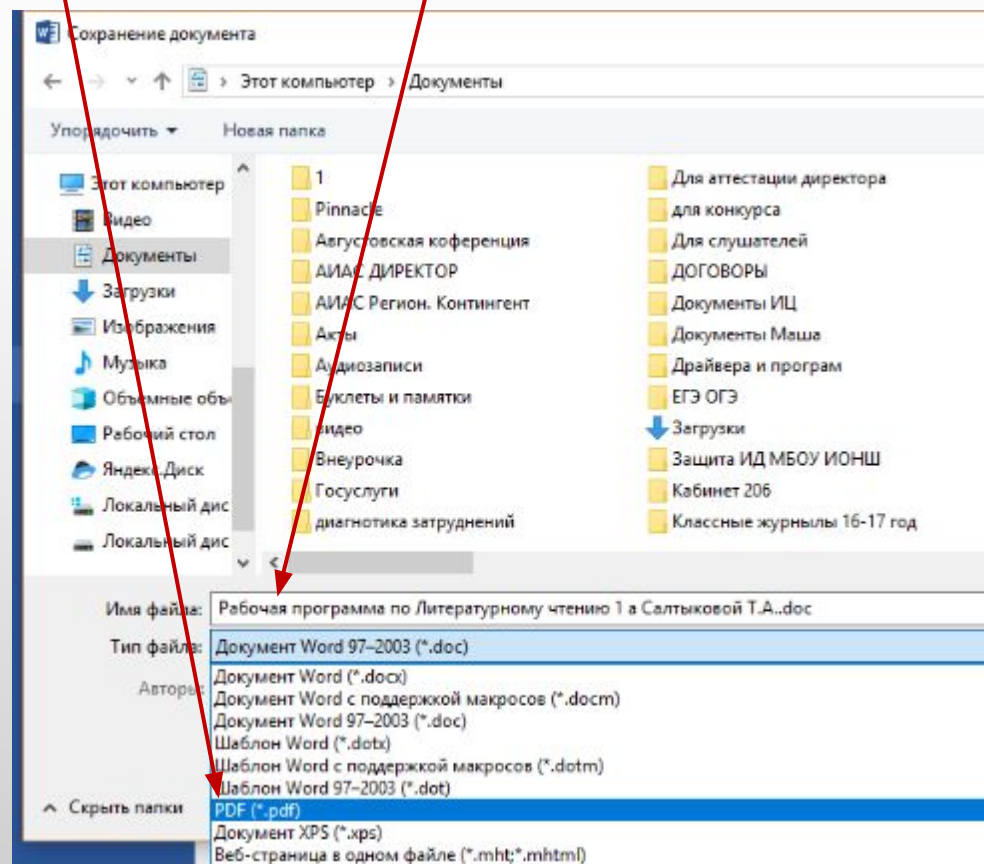 Сохранение документа
Этот компьютер › Документы
Упорядочить
Новая папка
Этот компьютер
Видео
Документы
Загрузки
Изображения
Музыка
Объемные объ
Рабочий стол
Яндекс.Диск
Локальный дис
Локальный дис
1
Pinnacle
Августовская коференция
АИАС ДИРЕКТОР
АИАС Регион. Контингент
Акты
Аудиозаписи
Буклеты и памятки
видео
Внеурочка
Госуслуги
диагнотика затруднений
Для аттестации директора
для конкурса
Для слушателей
ДОГОВОРЫ
Документы ИЦ
Документы Маша
Драйвера и програм
ЕГЭ ОГЭ
Загрузки
Защита ИД МБОУ ИОНШ
Кабинет 206
Классные журнылы 16-17 год
Имя файла: Рабочая программа по Литературному чтению 1 а Салтыковой Т.А..doc
Тип файла: Документ Word 97–2003 (*.doc)
Авторы:
Документ Word (*.docx)
Документ Word с поддержкой макросов (*.docm)
Документ Word 97–2003 (*.doc)
Шаблон Word (*.dotx)
Шаблон Word с поддержкой макросов (*.dotm)
Шаблон Word 97–2003 (*.dot)
PDF (*.pdf)
Документ XPS (*.xps)
Веб-страница в одном файле (*.mht;*.mhtml)
Скрыть папки